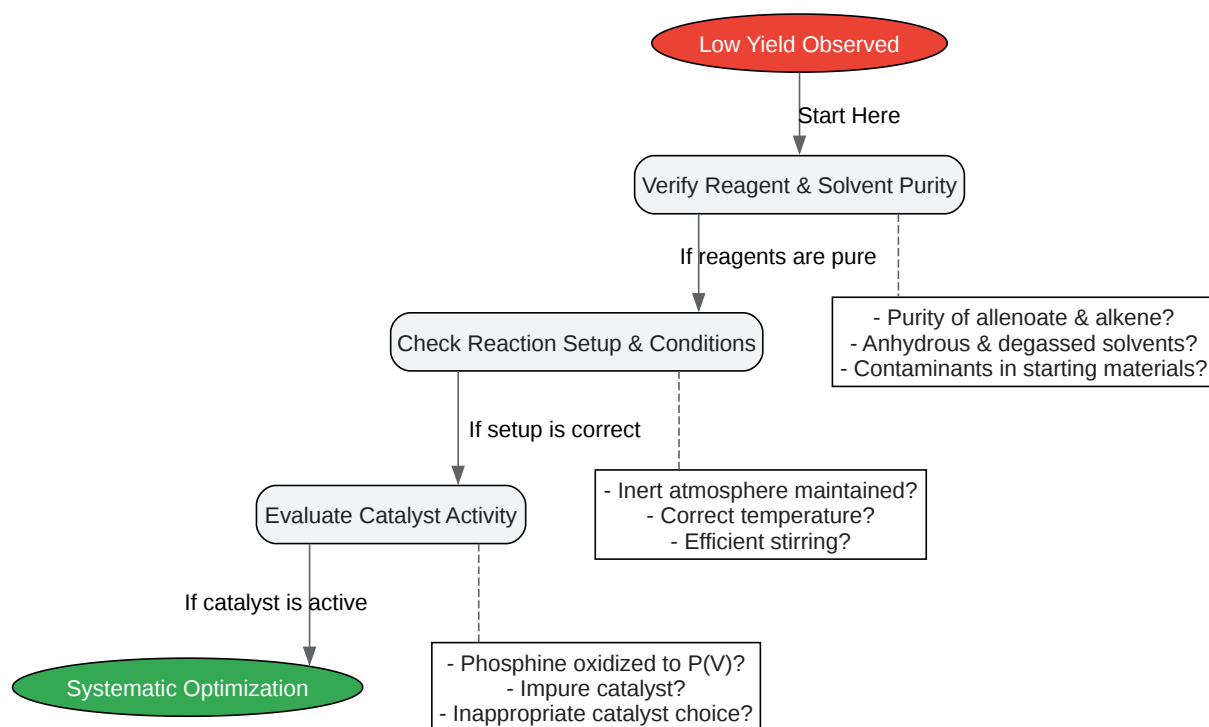 Low Yield Observed
Start Here
Verify Reagent & Solvent Purity
If reagents are pure
- Purity of allenoate & alkene?
- Anhydrous & degassed solvents?
- Contaminants in starting materials?
Check Reaction Setup & Conditions
If setup is correct
- Inert atmosphere maintained?
- Correct temperature?
- Efficient stirring?
Evaluate Catalyst Activity
If catalyst is active
- Phosphine oxidized to P(V)?
- Impure catalyst?
- Inappropriate catalyst choice?
Systematic Optimization